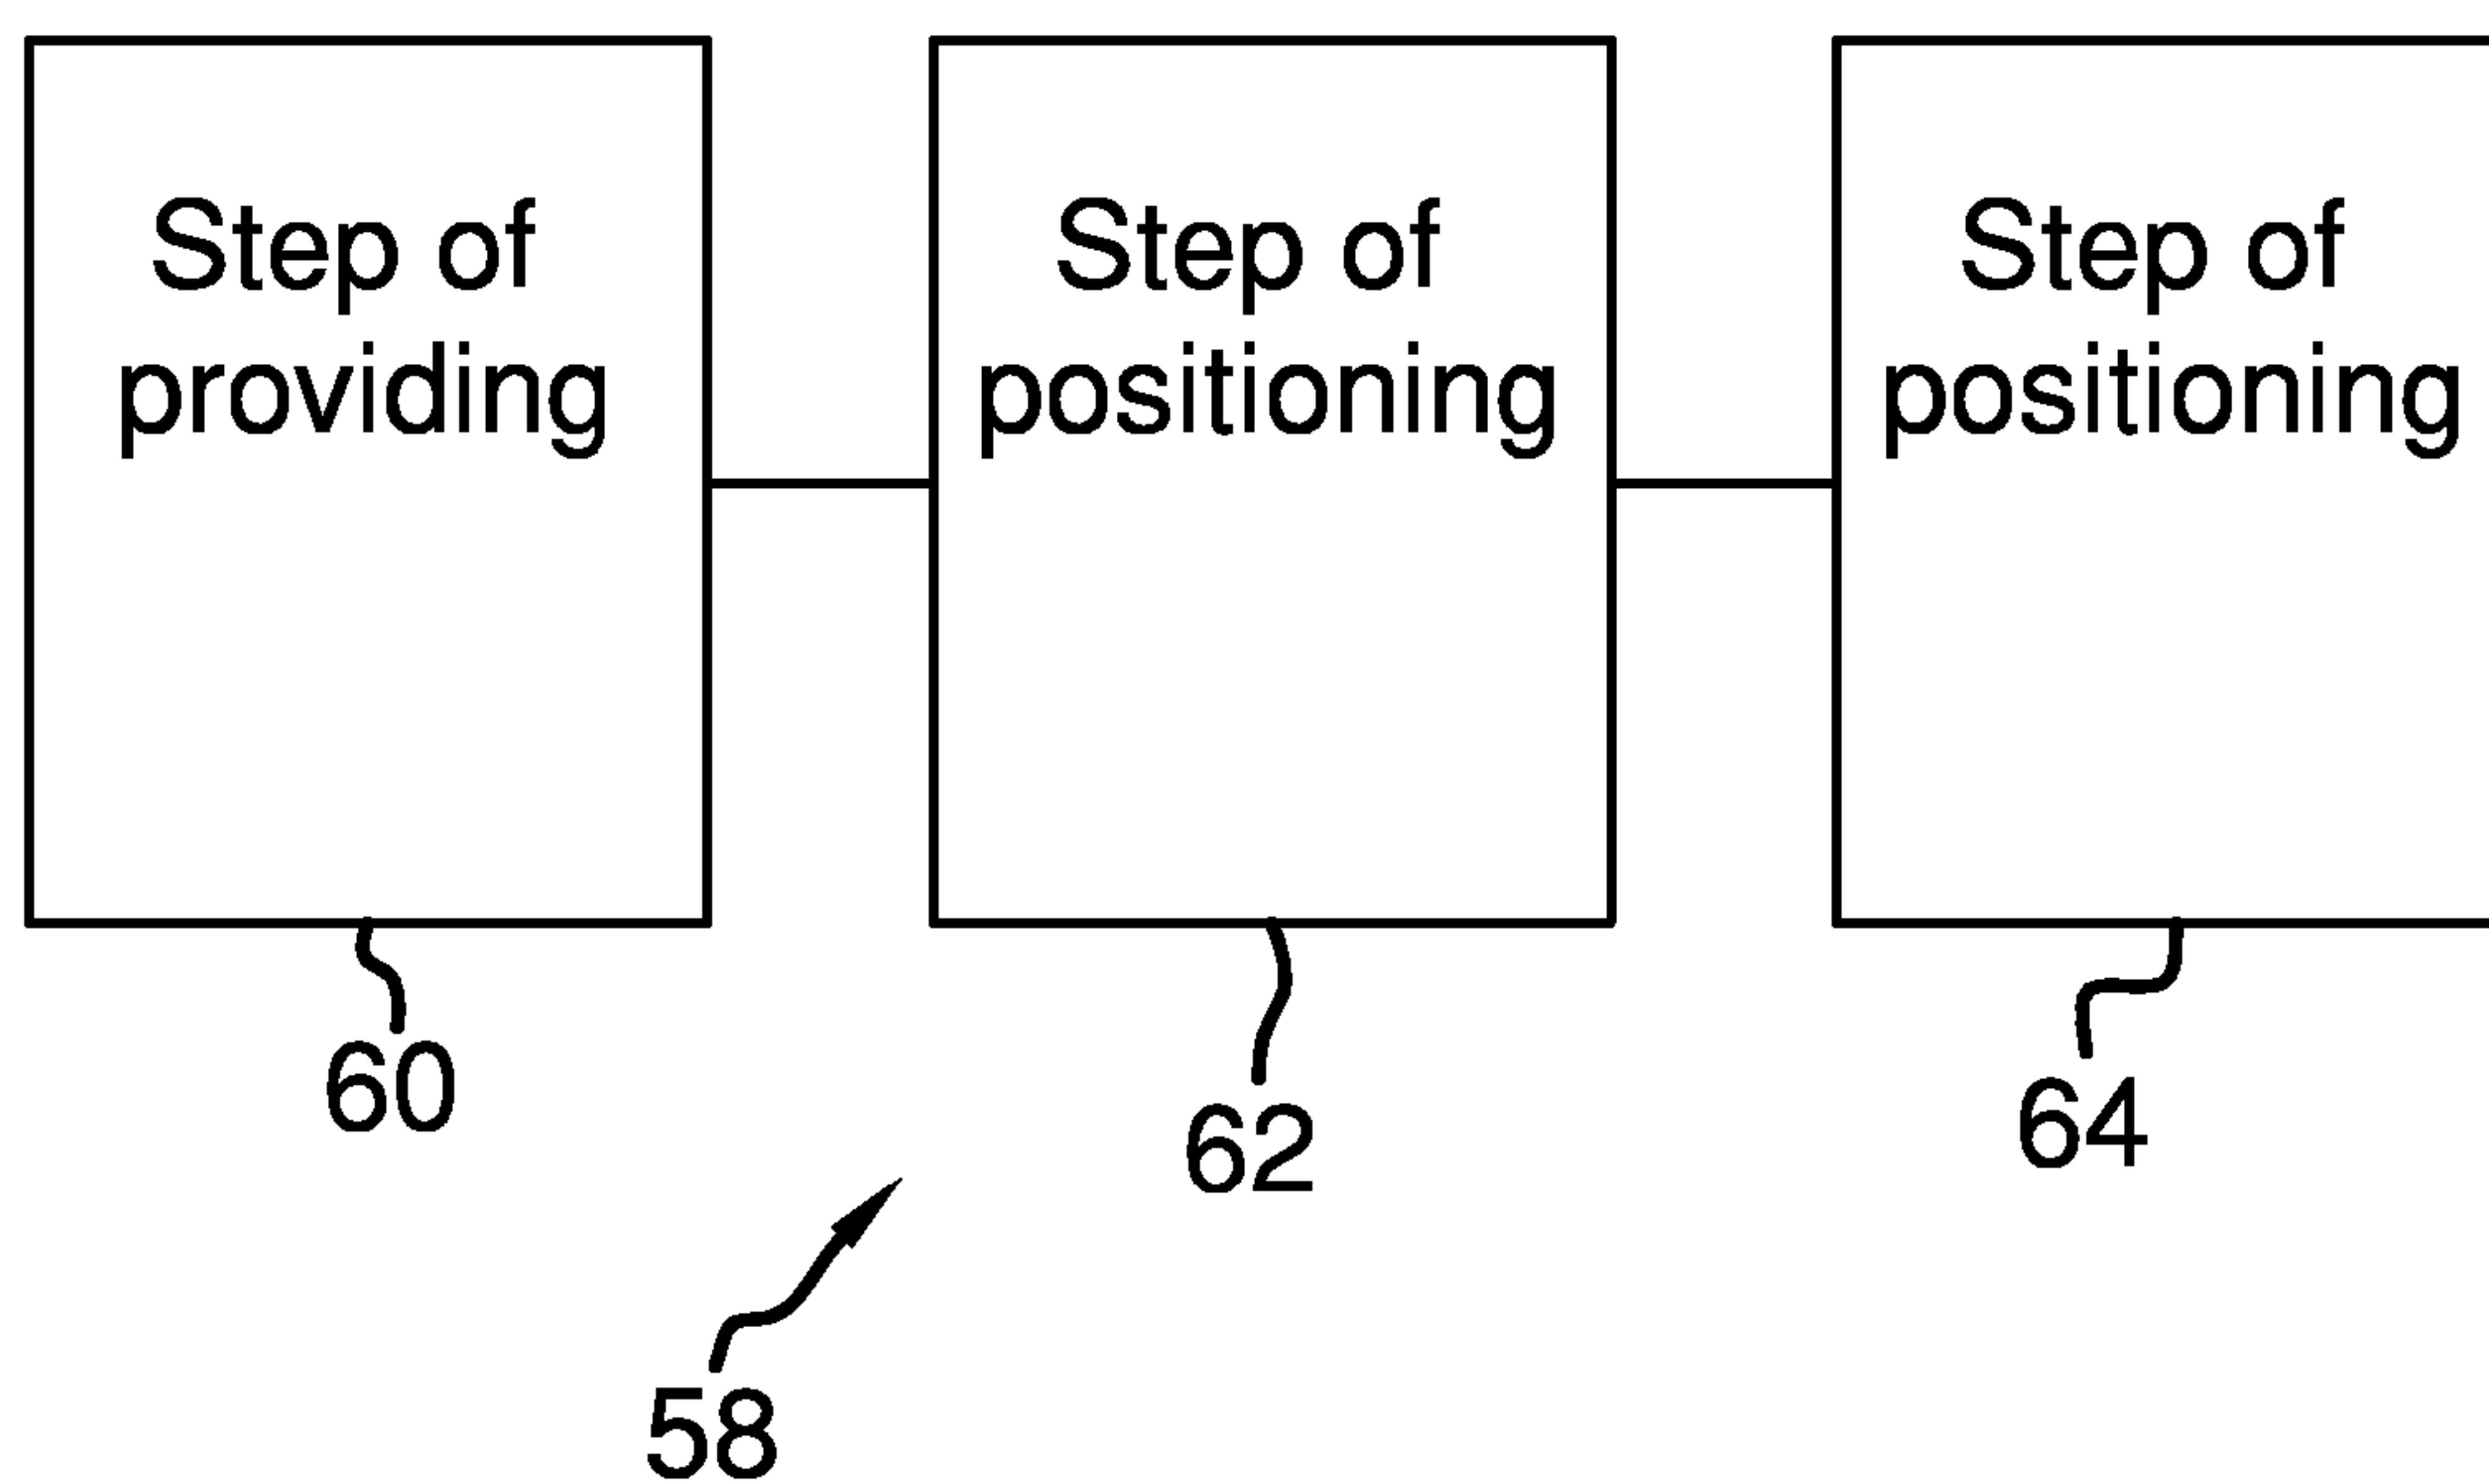 Step of
providing
Step of
positioning
Step of
positioning
60
62
64
58